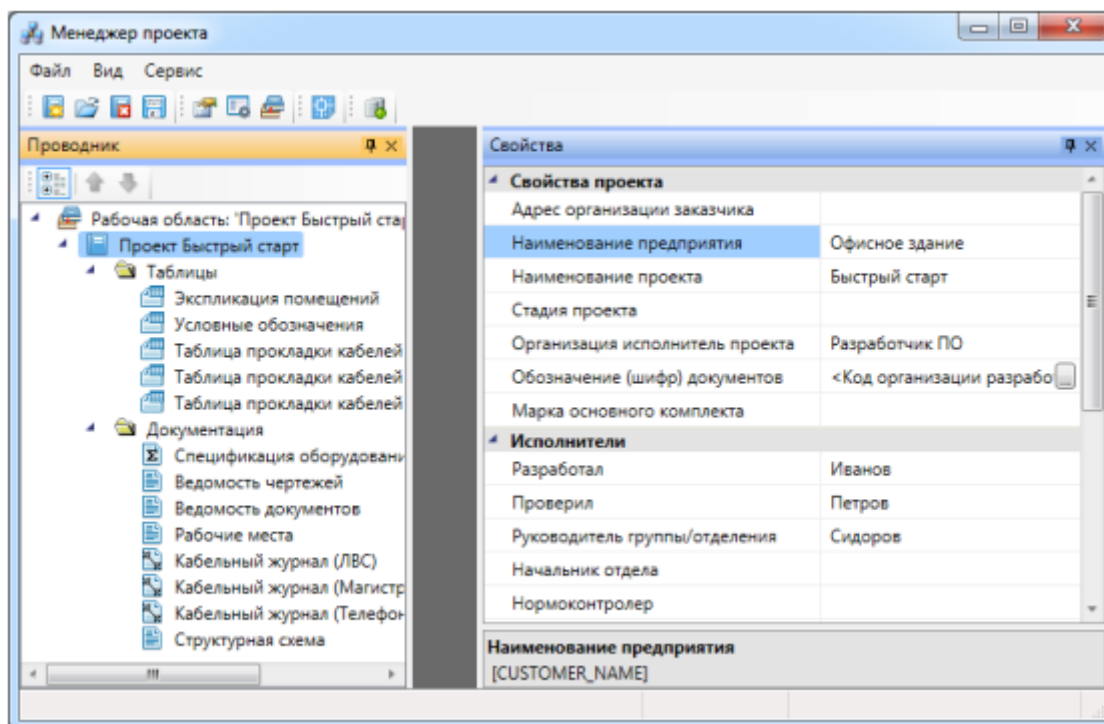 Менеджер проекта
Файл Вид Сервис
Проводник
Рабочая область: "Проект Быстрый стар
Проект Быстрый старт
Таблицы
Экспликация помещений
Условные обозначения
Таблица прокладки кабелей
Таблица прокладки кабелей
Таблица прокладки кабелей
Документация
Спецификация оборудовани
Ведомость чертежей
Ведомость документов
Рабочие места
Кабельный журнал (ЛВС)
Кабельный журнал (Магистр
Кабельный журнал (Телефон
Структурная схема
Свойства
Свойства проекта
Адрес организации заказчика
Наименование предприятия Офисное здание
Наименование проекта Быстрый старт
Стадия проекта
Организация исполнитель проекта Разработчик ПО
Обозначение (шифр) документов <Код организации разрабо ...
Марка основного комплекта
Исполнители
Разработал Иванов
Проверил Петров
Руководитель группы/отделения Сидоров
Начальник отдела
Нормоконтролер
Наименование предприятия
[CUSTOMER_NAME]